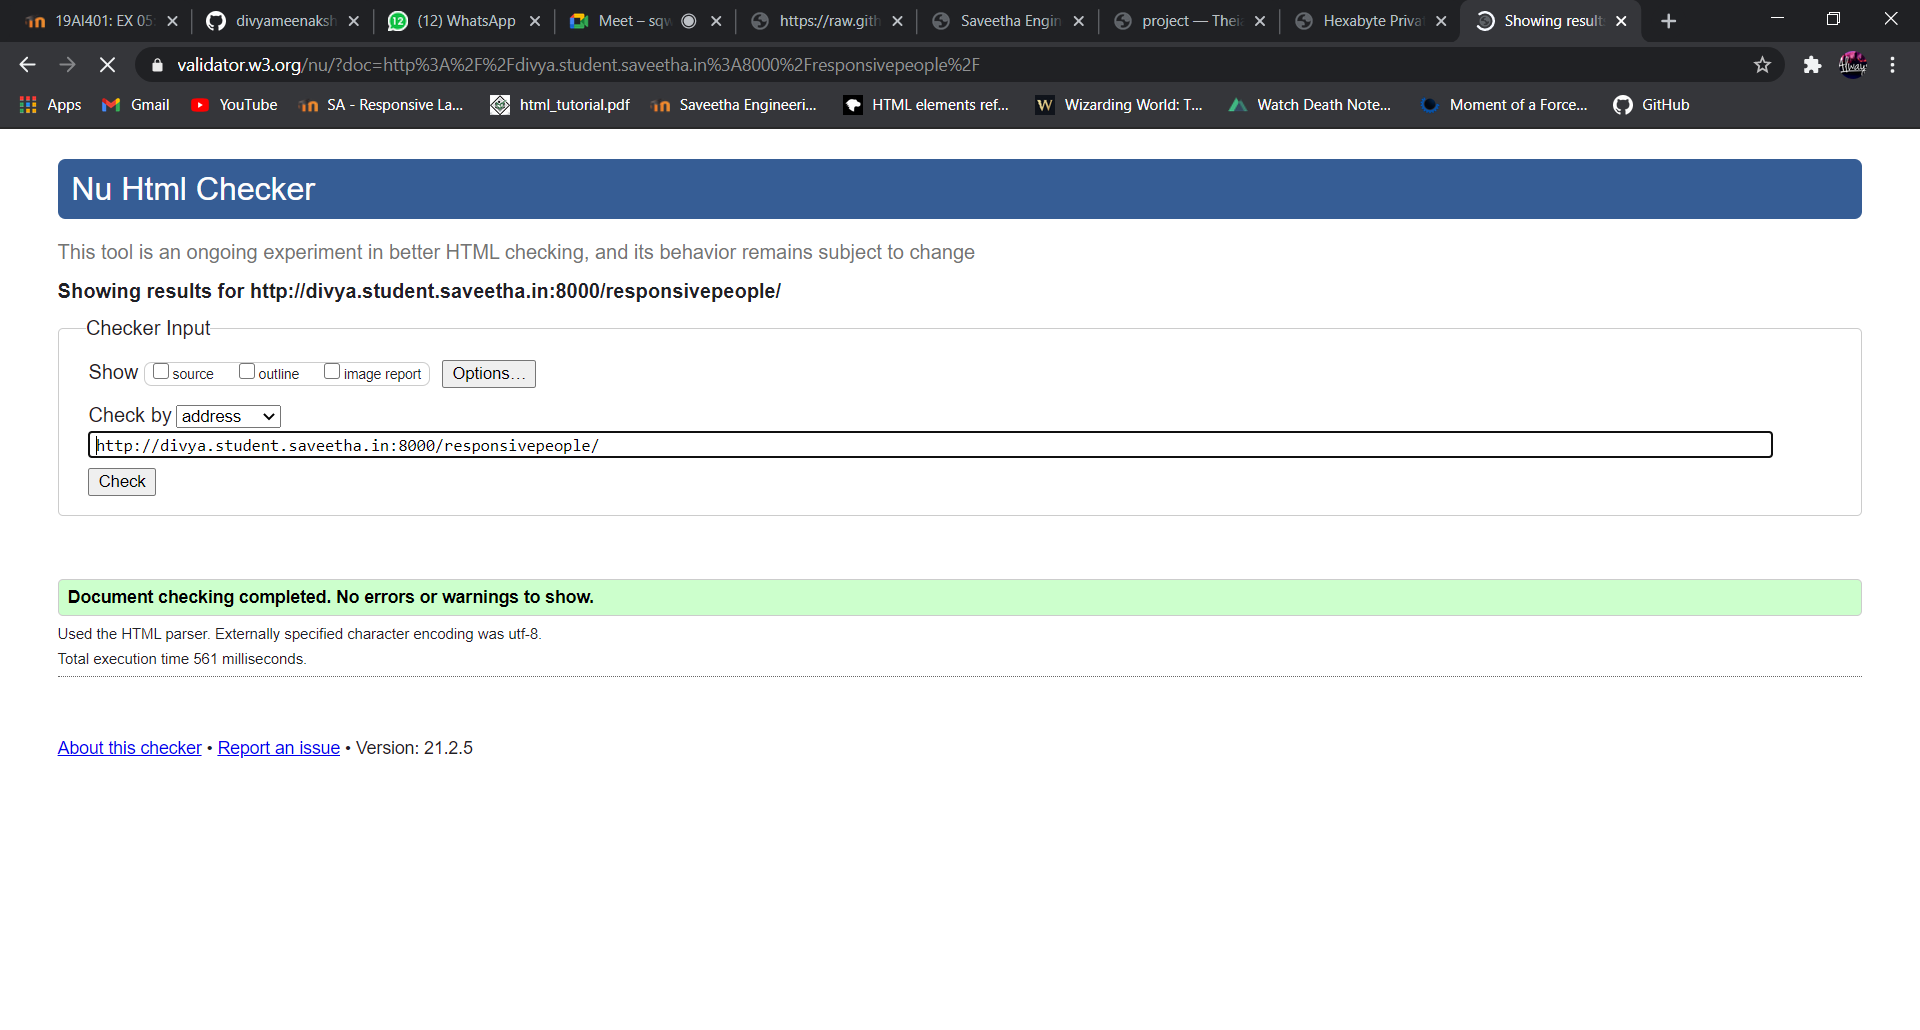 19AI401: EX 05:
divyameenaksh
(12) WhatsApp
Meet – sqw
https://raw.gith
Saveetha Engin
project — Theia
Hexabyte Privat
Showing result
validator.w3.org/nu/?doc=http%3A%2F%2Fdivya.student.saveetha.in%3A8000%2Fresponsivepeople%2F
Always
Apps
Gmail
YouTube
SA - Responsive La...
html_tutorial.pdf
Saveetha Engineeri...
HTML elements ref...
Wizarding World: T...
Watch Death Note...
Moment of a Force...
GitHub
Nu Html Checker
This tool is an ongoing experiment in better HTML checking, and its behavior remains subject to change
Showing results for http://divya.student.saveetha.in:8000/responsivepeople/
Checker Input
Show source outline image report Options...
Check by address
http://divya.student.saveetha.in:8000/responsivepeople/
Check
Document checking completed. No errors or warnings to show.
Used the HTML parser. Externally specified character encoding was utf-8.
Total execution time 561 milliseconds.
About this checker • Report an issue • Version: 21.2.5